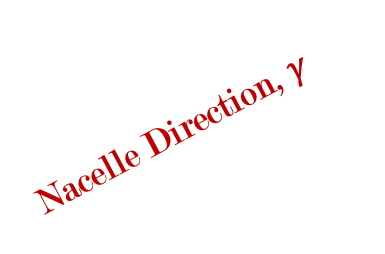 Nacelle Direction, γ